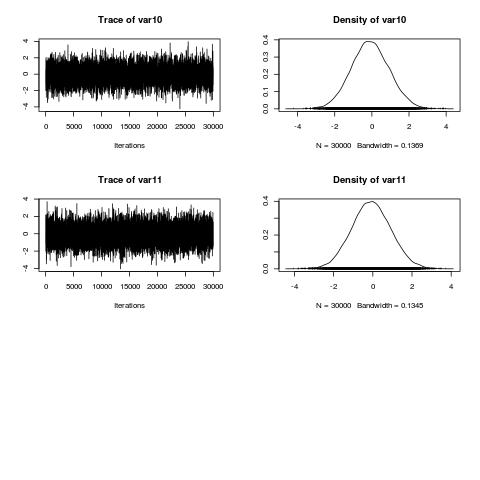 Trace of var10
4
2
0
-2
-4
0 5000 10000 15000 20000 25000 30000
Iterations
Density of var10
0.4
0.3
0.2
0.1
0.0
-4 -2 0 2 4
N = 30000 Bandwidth = 0.1369
Trace of var11
4
2
0
-2
-4
0 5000 10000 15000 20000 25000 30000
Iterations
Density of var11
0.4
0.2
0.0
-4 -2 0 2 4
N = 30000 Bandwidth = 0.1345